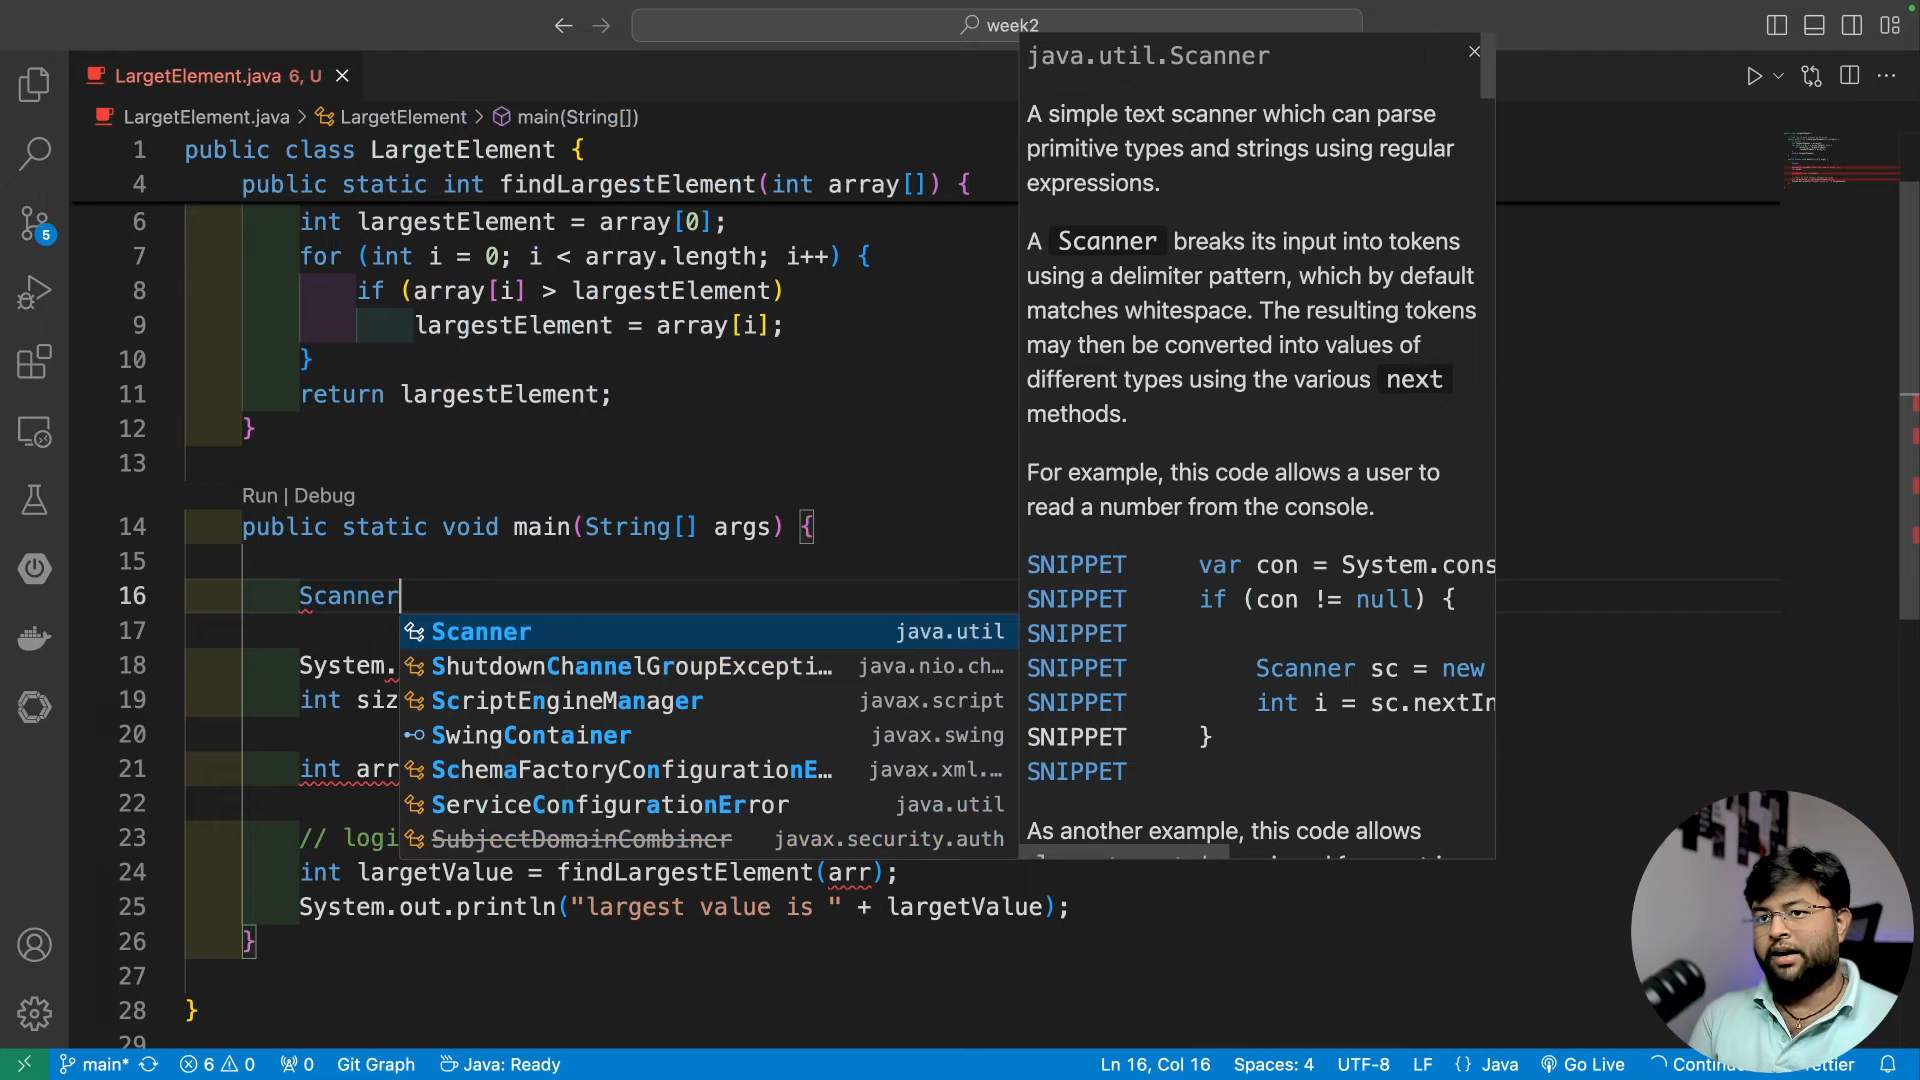 week2
LargetElement.java 6, U
LargetElement.java > LargetElement > main(String[])
1 public class LargetElement {
4 public static int findLargestElement(int array[]) {
6 int largestElement = array[0];
7 for (int i = 0; i < array.length; i++) {
8 if (array[i] > largestElement)
9 largestElement = array[i];
10 }
11 return largestElement;
12 }
13
Run | Debug
14 public static void main(String[] args) {
15
16 Scanner
17
18 System.
19 int siz
20
21 int arr
22
23 // logi
24 int largetValue = findLargestElement(arr);
25 System.out.println("largest value is " + largetValue);
26 }
27
28 }
29
Scanner java.util
ShutdownChannelGroupExcepti… java.nio.ch…
ScriptEngineManager javax.script
SwingContainer javax.swing
SchemaFactoryConfigurationE… javax.xml.…
ServiceConfigurationError java.util
SubjectDomainCombiner javax.security.auth
java.util.Scanner
A simple text scanner which can parse
primitive types and strings using regular
expressions.
A Scanner breaks its input into tokens
using a delimiter pattern, which by default
matches whitespace. The resulting tokens
may then be converted into values of
different types using the various next
methods.
For example, this code allows a user to
read a number from the console.
SNIPPET var con = System.cons
SNIPPET if (con != null) {
SNIPPET
SNIPPET Scanner sc = new
SNIPPET int i = sc.nextIn
SNIPPET }
SNIPPET
As another example, this code allows
5
main* 6 0 0 Git Graph Java: Ready
Ln 16, Col 16 Spaces: 4 UTF-8 LF {} Java Go Live